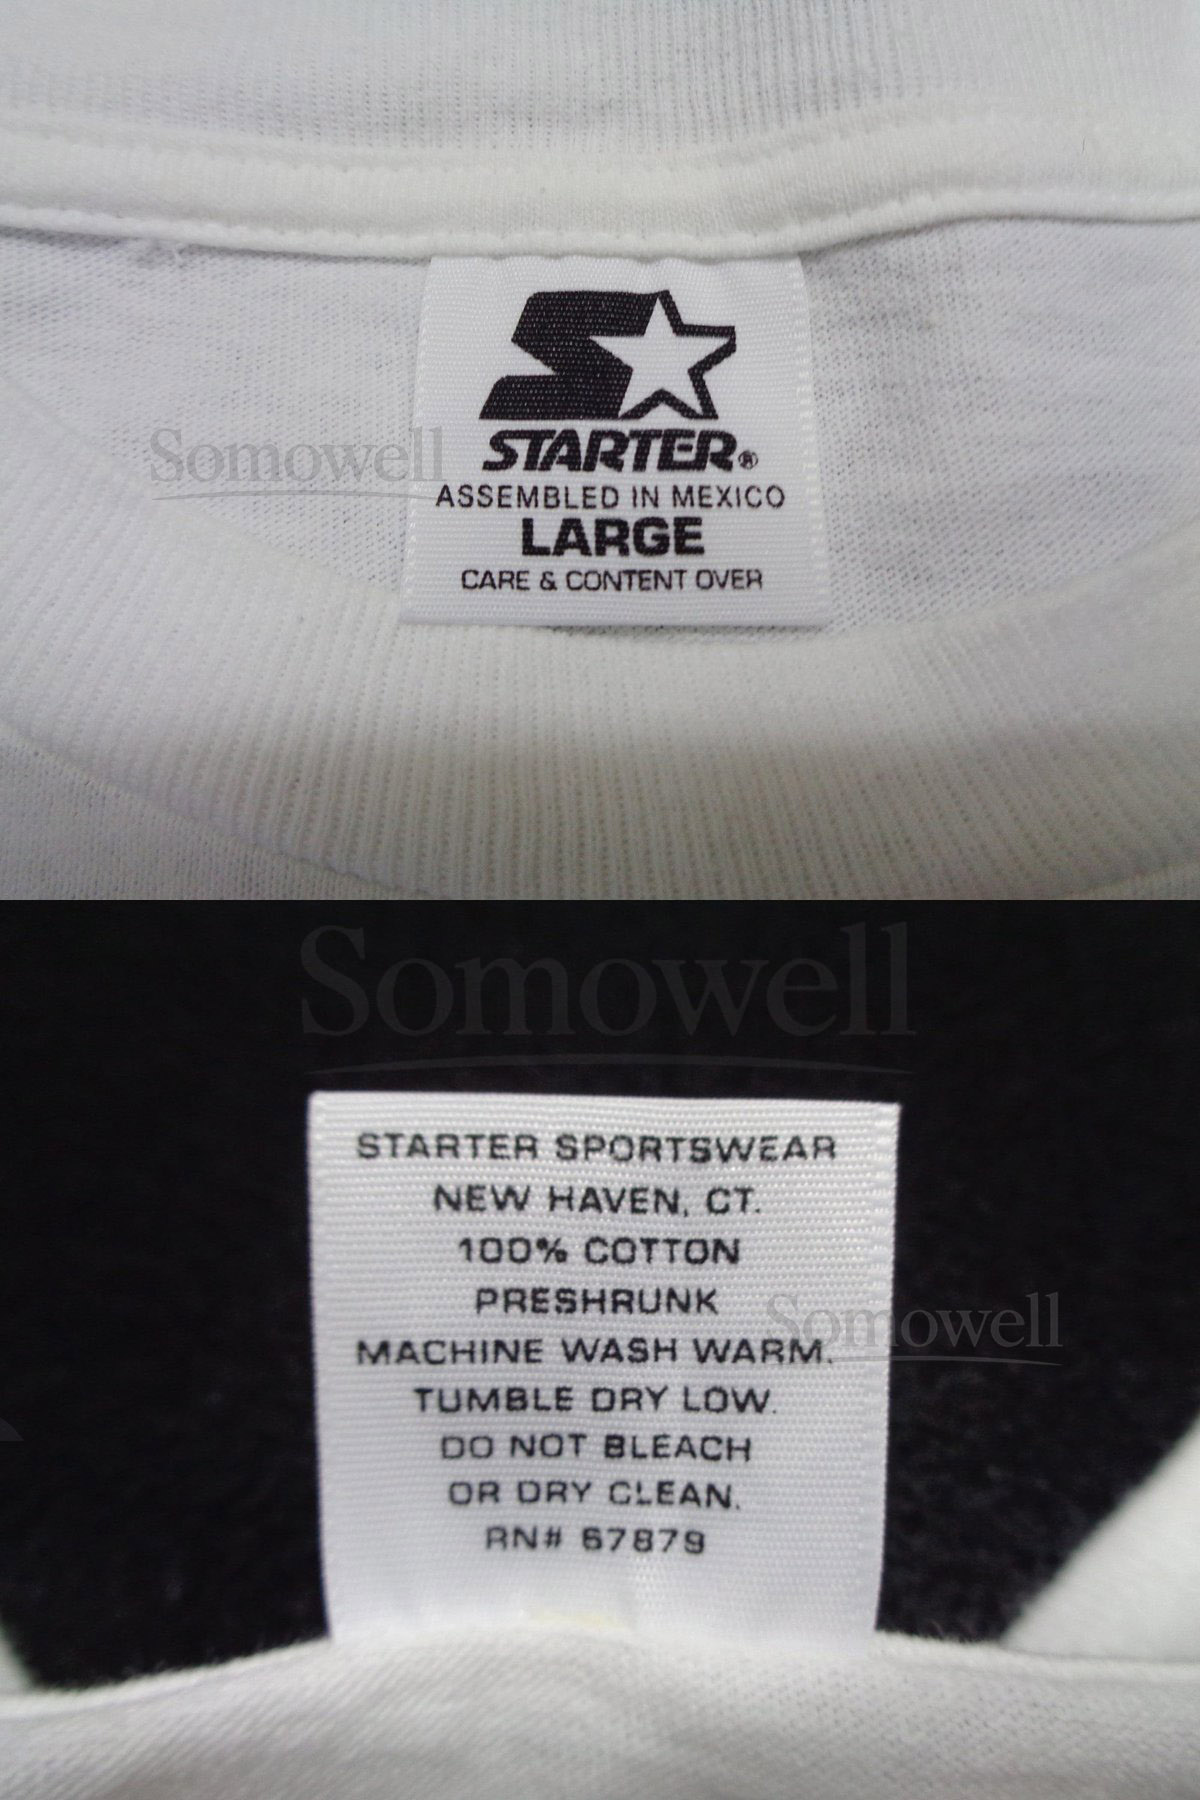 STARTER®
ASSEMBLED IN MEXICO
LARGE
CARE & CONTENT OVER
Somowell
Somowell
STARTER SPORTSWEAR
NEW HAVEN, CT.
100% COTTON
PRESHRUNK
Somowell
MACHINE WASH WARM.
TUMBLE DRY LOW.
DO NOT BLEACH
OR DRY CLEAN.
RN# 67879